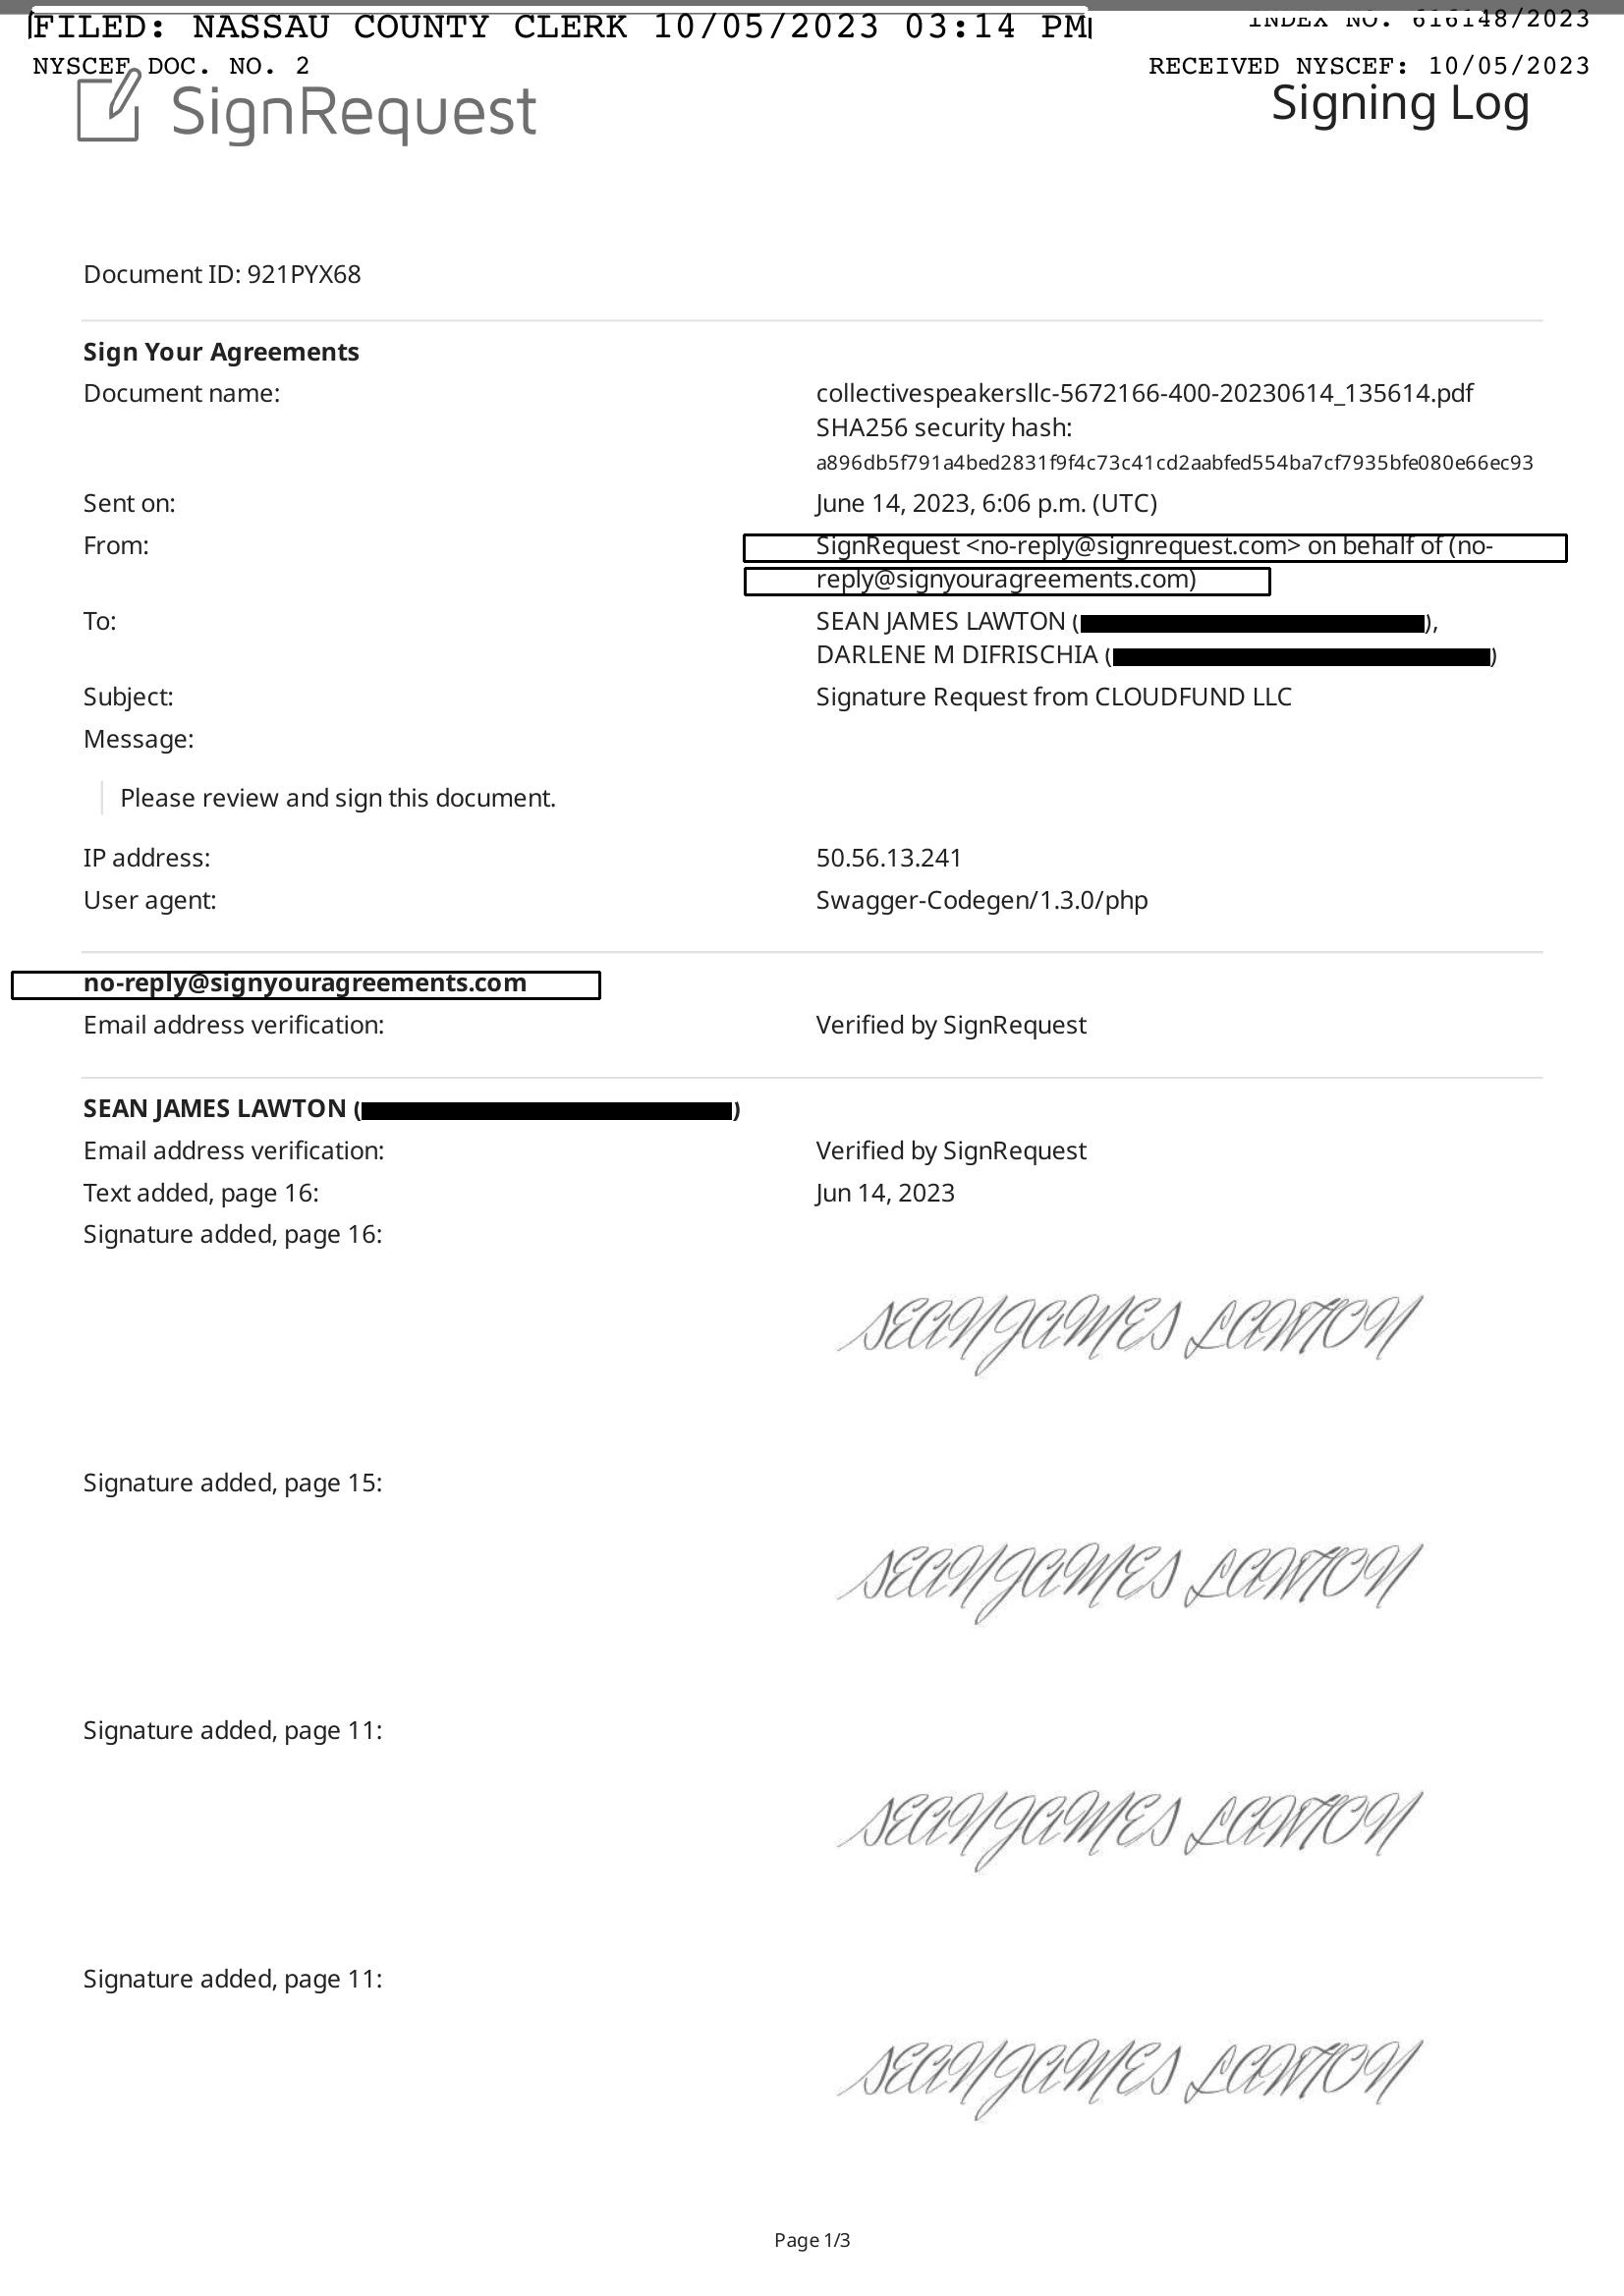 FILED: NASSAU COUNTY CLERK 10/05/2023 03:14 PM
INDEX NO. 616148/2023
NYSCEF DOC. NO. 2
RECEIVED NYSCEF: 10/05/2023
SignRequest
Signing Log
Document ID: 921PYX68
Sign Your Agreements
Document name: collectivespeakersllc-5672166-400-20230614_135614.pdf
SHA256 security hash:
a896db5f791a4bed2831f9f4c73c41cd2aabfed554ba7cf7935bfe080e66ec93
Sent on: June 14, 2023, 6:06 p.m. (UTC)
From: SignRequest <no-reply@signrequest.com> on behalf of (no-
reply@signyouragreements.com)
To: SEAN JAMES LAWTON (),
DARLENE M DIFRISCHIA ()
Subject: Signature Request from CLOUDFUND LLC
Message:
Please review and sign this document.
IP address: 50.56.13.241
User agent: Swagger-Codegen/1.3.0/php
no-reply@signyouragreements.com
Email address verification: Verified by SignRequest
SEAN JAMES LAWTON ()
Email address verification: Verified by SignRequest
Text added, page 16: Jun 14, 2023
Signature added, page 16:
SEAN JAMES LAWTON
Signature added, page 15:
SEAN JAMES LAWTON
Signature added, page 11:
SEAN JAMES LAWTON
Signature added, page 11:
SEAN JAMES LAWTON
Page 1/3